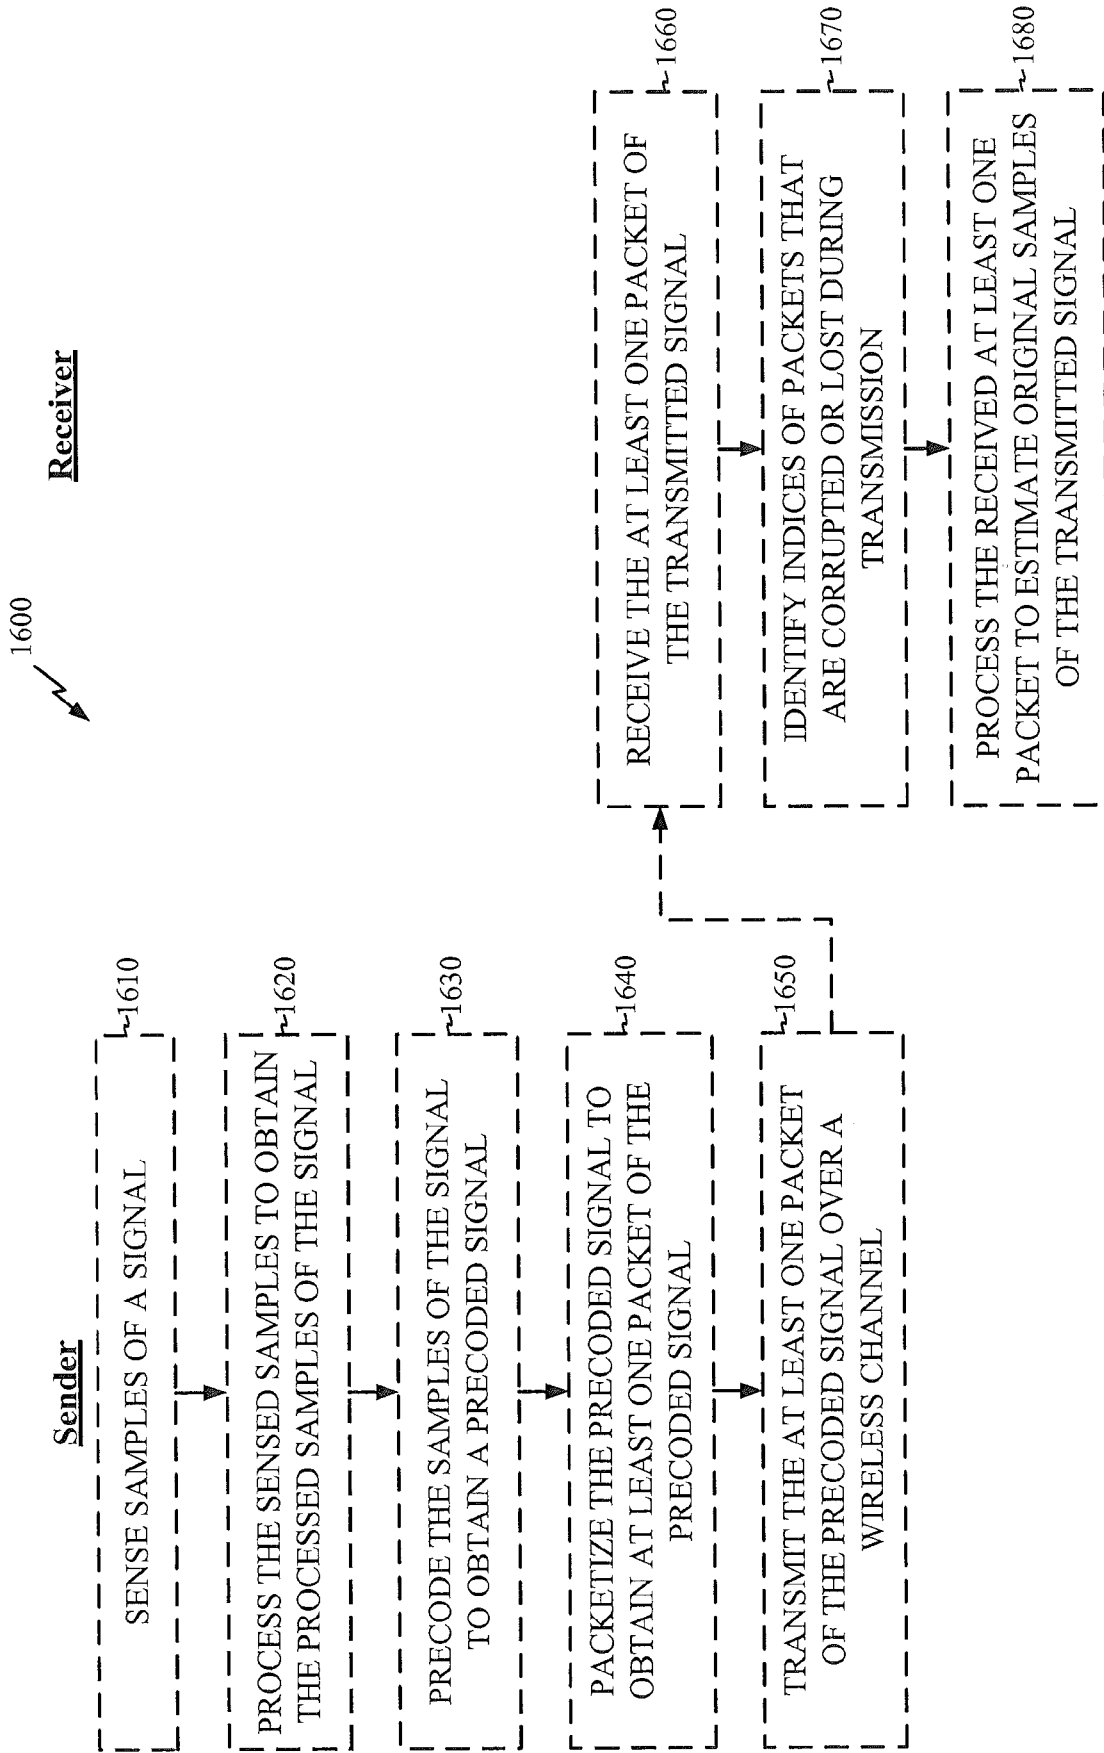 1600
Sender
SENSE SAMPLES OF A SIGNAL
1610
PROCESS THE SENSED SAMPLES TO OBTAIN
THE PROCESSED SAMPLES OF THE SIGNAL
1620
PRECODE THE SAMPLES OF THE SIGNAL
TO OBTAIN A PRECODED SIGNAL
1630
PACKETIZE THE PRECODED SIGNAL TO
OBTAIN AT LEAST ONE PACKET OF THE
PRECODED SIGNAL
1640
TRANSMIT THE AT LEAST ONE PACKET
OF THE PRECODED SIGNAL OVER A
WIRELESS CHANNEL
1650
Receiver
RECEIVE THE AT LEAST ONE PACKET OF
THE TRANSMITTED SIGNAL
1660
IDENTIFY INDICES OF PACKETS THAT
ARE CORRUPTED OR LOST DURING
TRANSMISSION
1670
PROCESS THE RECEIVED AT LEAST ONE
PACKET TO ESTIMATE ORIGINAL SAMPLES
OF THE TRANSMITTED SIGNAL
1680